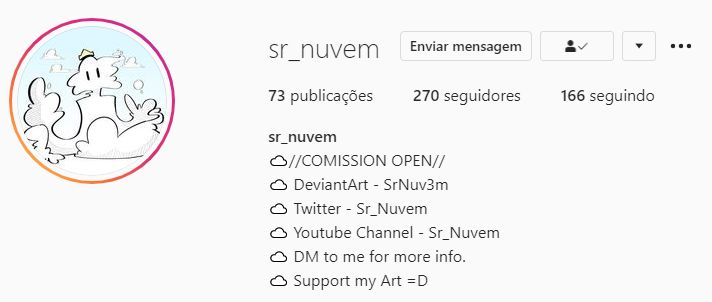 sr_nuvem Enviar mensagem
73 publicações 270 seguidores 166 seguindo
sr_nuvem
//COMISSION OPEN//
DeviantArt - SrNuv3m
Twitter - Sr_Nuvem
Youtube Channel - Sr_Nuvem
DM to me for more info.
Support my Art =D